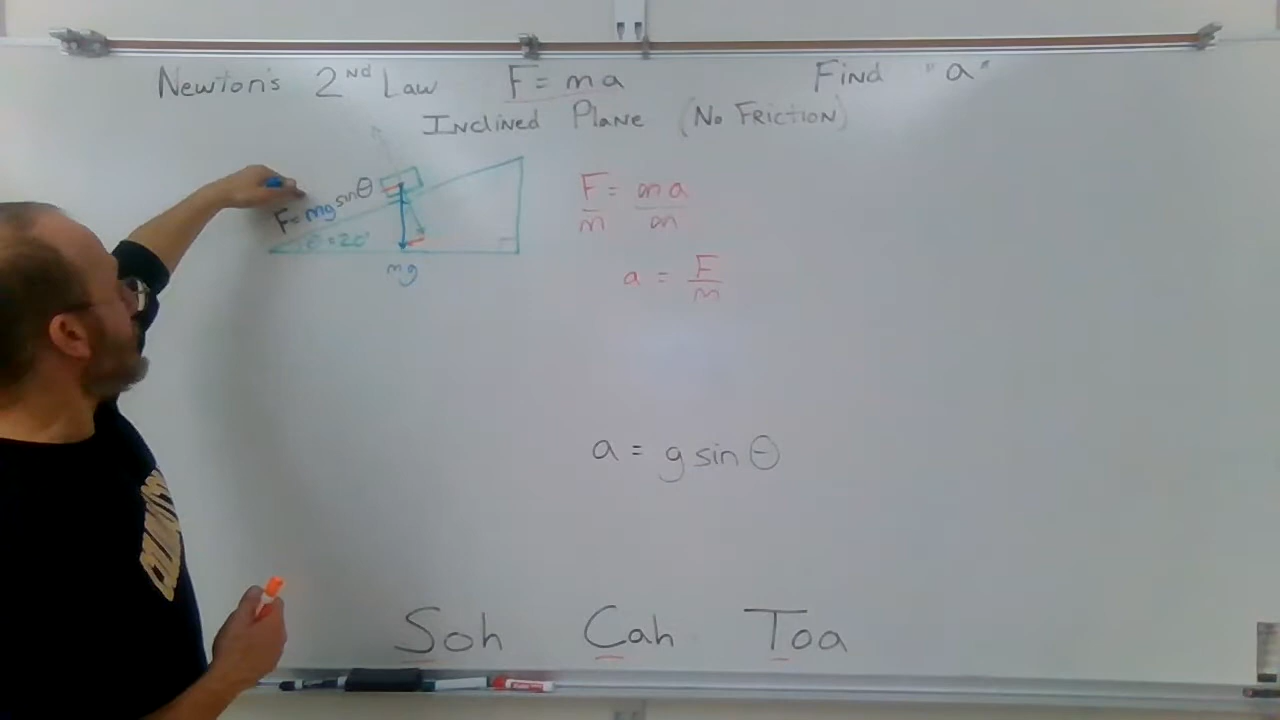 Newton's 2nd Law F = ma Find "a"
Inclined Plane (No Friction)
F = mg sin θ
θ = 20°
mg
F/m = ma/m
a = F/m
a = g sin θ
Soh Cah Toa